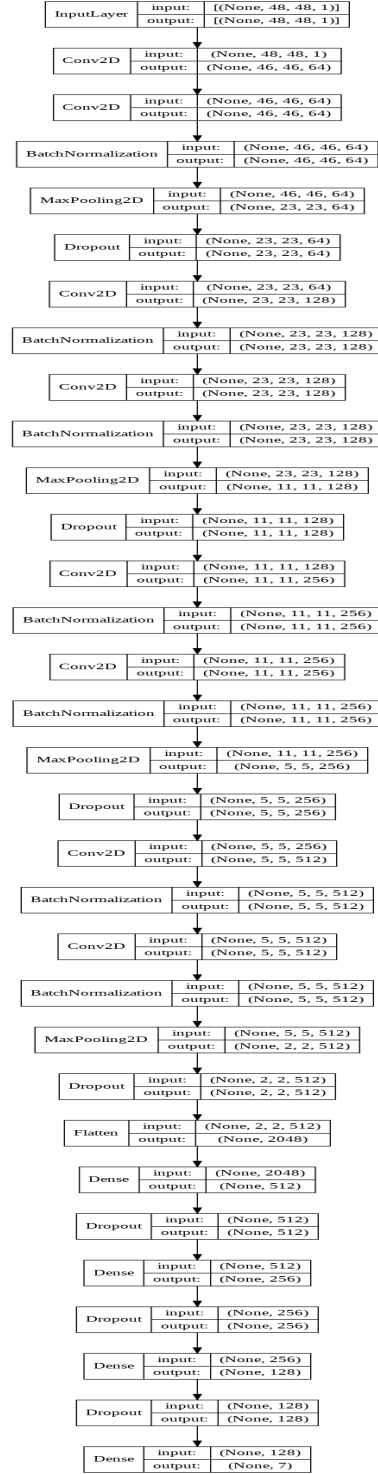 InputLayer input: [(None, 48, 48, 1)]
output: [(None, 48, 48, 1)]
Conv2D input: (None, 48, 48, 1)
output: (None, 46, 46, 64)
Conv2D input: (None, 46, 46, 64)
output: (None, 46, 46, 64)
BatchNormalization input: (None, 46, 46, 64)
output: (None, 46, 46, 64)
MaxPooling2D input: (None, 46, 46, 64)
output: (None, 23, 23, 64)
Dropout input: (None, 23, 23, 64)
output: (None, 23, 23, 64)
Conv2D input: (None, 23, 23, 64)
output: (None, 23, 23, 128)
BatchNormalization input: (None, 23, 23, 128)
output: (None, 23, 23, 128)
Conv2D input: (None, 23, 23, 128)
output: (None, 23, 23, 128)
BatchNormalization input: (None, 23, 23, 128)
output: (None, 23, 23, 128)
MaxPooling2D input: (None, 23, 23, 128)
output: (None, 11, 11, 128)
Dropout input: (None, 11, 11, 128)
output: (None, 11, 11, 128)
Conv2D input: (None, 11, 11, 128)
output: (None, 11, 11, 256)
BatchNormalization input: (None, 11, 11, 256)
output: (None, 11, 11, 256)
Conv2D input: (None, 11, 11, 256)
output: (None, 11, 11, 256)
BatchNormalization input: (None, 11, 11, 256)
output: (None, 11, 11, 256)
MaxPooling2D input: (None, 11, 11, 256)
output: (None, 5, 5, 256)
Dropout input: (None, 5, 5, 256)
output: (None, 5, 5, 256)
Conv2D input: (None, 5, 5, 256)
output: (None, 5, 5, 512)
BatchNormalization input: (None, 5, 5, 512)
output: (None, 5, 5, 512)
Conv2D input: (None, 5, 5, 512)
output: (None, 5, 5, 512)
BatchNormalization input: (None, 5, 5, 512)
output: (None, 5, 5, 512)
MaxPooling2D input: (None, 5, 5, 512)
output: (None, 2, 2, 512)
Dropout input: (None, 2, 2, 512)
output: (None, 2, 2, 512)
Flatten input: (None, 2, 2, 512)
output: (None, 2048)
Dense input: (None, 2048)
output: (None, 512)
Dropout input: (None, 512)
output: (None, 512)
Dense input: (None, 512)
output: (None, 256)
Dropout input: (None, 256)
output: (None, 256)
Dense input: (None, 256)
output: (None, 128)
Dropout input: (None, 128)
output: (None, 128)
Dense input: (None, 128)
output: (None, 7)